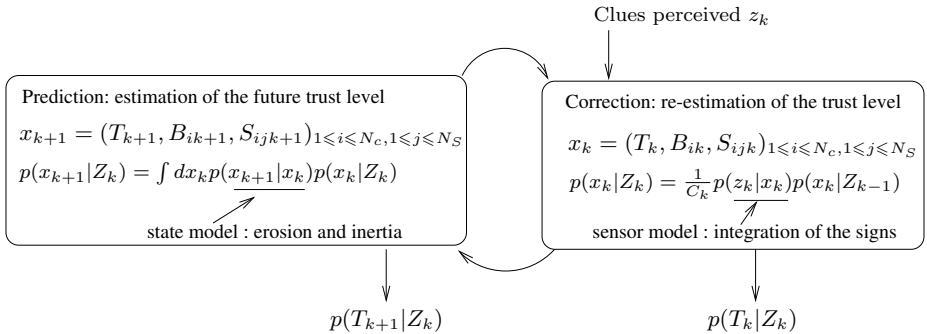 Clues perceived z_k
Prediction: estimation of the future trust level
x_{k+1} = (T_{k+1}, B_{ik+1}, S_{ijk+1})_{1⩽i⩽N_c,1⩽j⩽N_S}
p(x_{k+1}|Z_k) = ∫ dx_k p(x_{k+1}|x_k)p(x_k|Z_k)
state model : erosion and inertia
Correction: re-estimation of the trust level
x_k = (T_k, B_{ik}, S_{ijk})_{1⩽i⩽N_c,1⩽j⩽N_S}
p(x_k|Z_k) = \frac{1}{C_k} p(z_k|x_k)p(x_k|Z_{k−1})
sensor model : integration of the signs
p(T_{k+1}|Z_k)
p(T_k|Z_k)